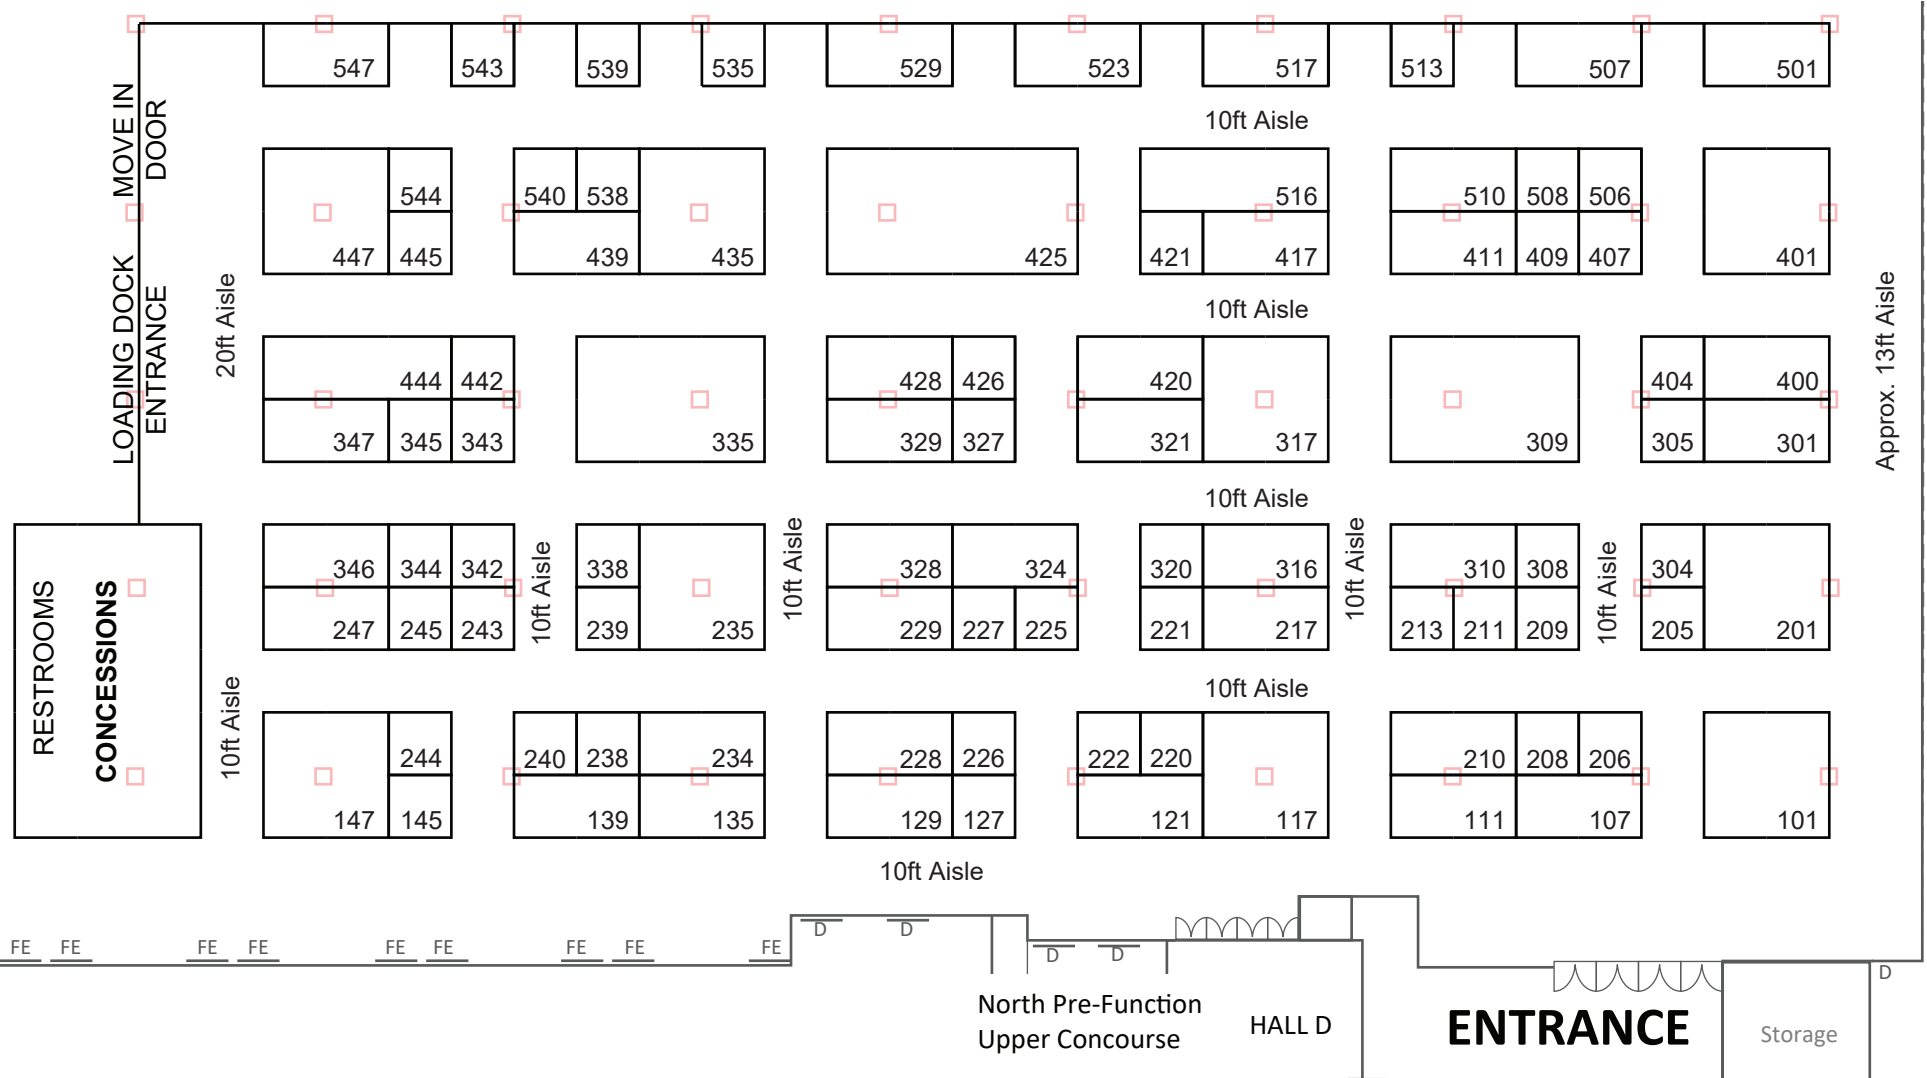 547 543 539 535 529 523 517 513 507 501
MOVE IN
DOOR
10ft Aisle
544 540 538 516 510 508 506
447 445 439 435 425 421 417 411 409 407 401
LOADING DOCK
ENTRANCE
20ft Aisle
10ft Aisle
Approx. 13ft Aisle
444 442 428 426 420 404 400
347 345 343 335 329 327 321 317 309 305 301
10ft Aisle
10ft Aisle
10ft Aisle
10ft Aisle
10ft Aisle
346 344 342 338 328 324 320 316 310 308 304
247 245 243 239 235 229 227 225 221 217 213 211 209 205 201
RESTROOMS
CONCESSIONS
10ft Aisle
10ft Aisle
244 240 238 234 228 226 222 220 210 208 206
147 145 139 135 129 127 121 117 111 107 101
10ft Aisle
FE FE FE FE FE FE FE FE FE D D D D D
North Pre-Function
Upper Concourse
HALL D
ENTRANCE
Storage